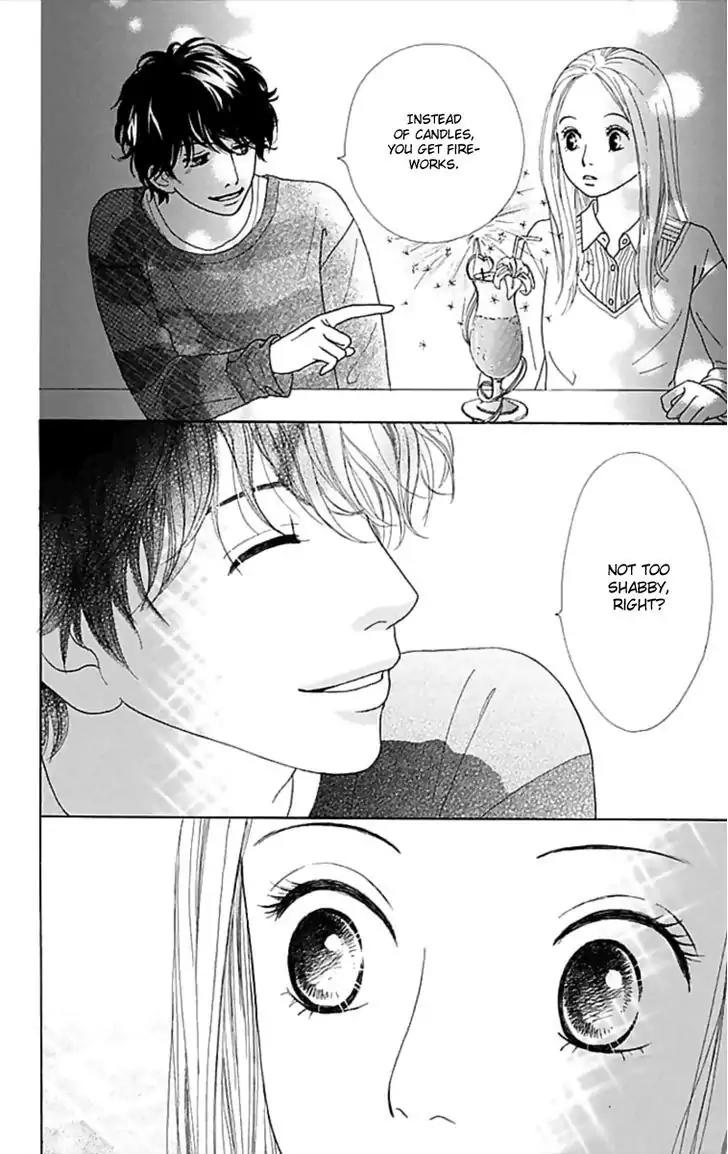 INSTEAD
OF CANDLES,
YOU GET FIRE-
WORKS.
NOT TOO
SHABBY,
RIGHT?